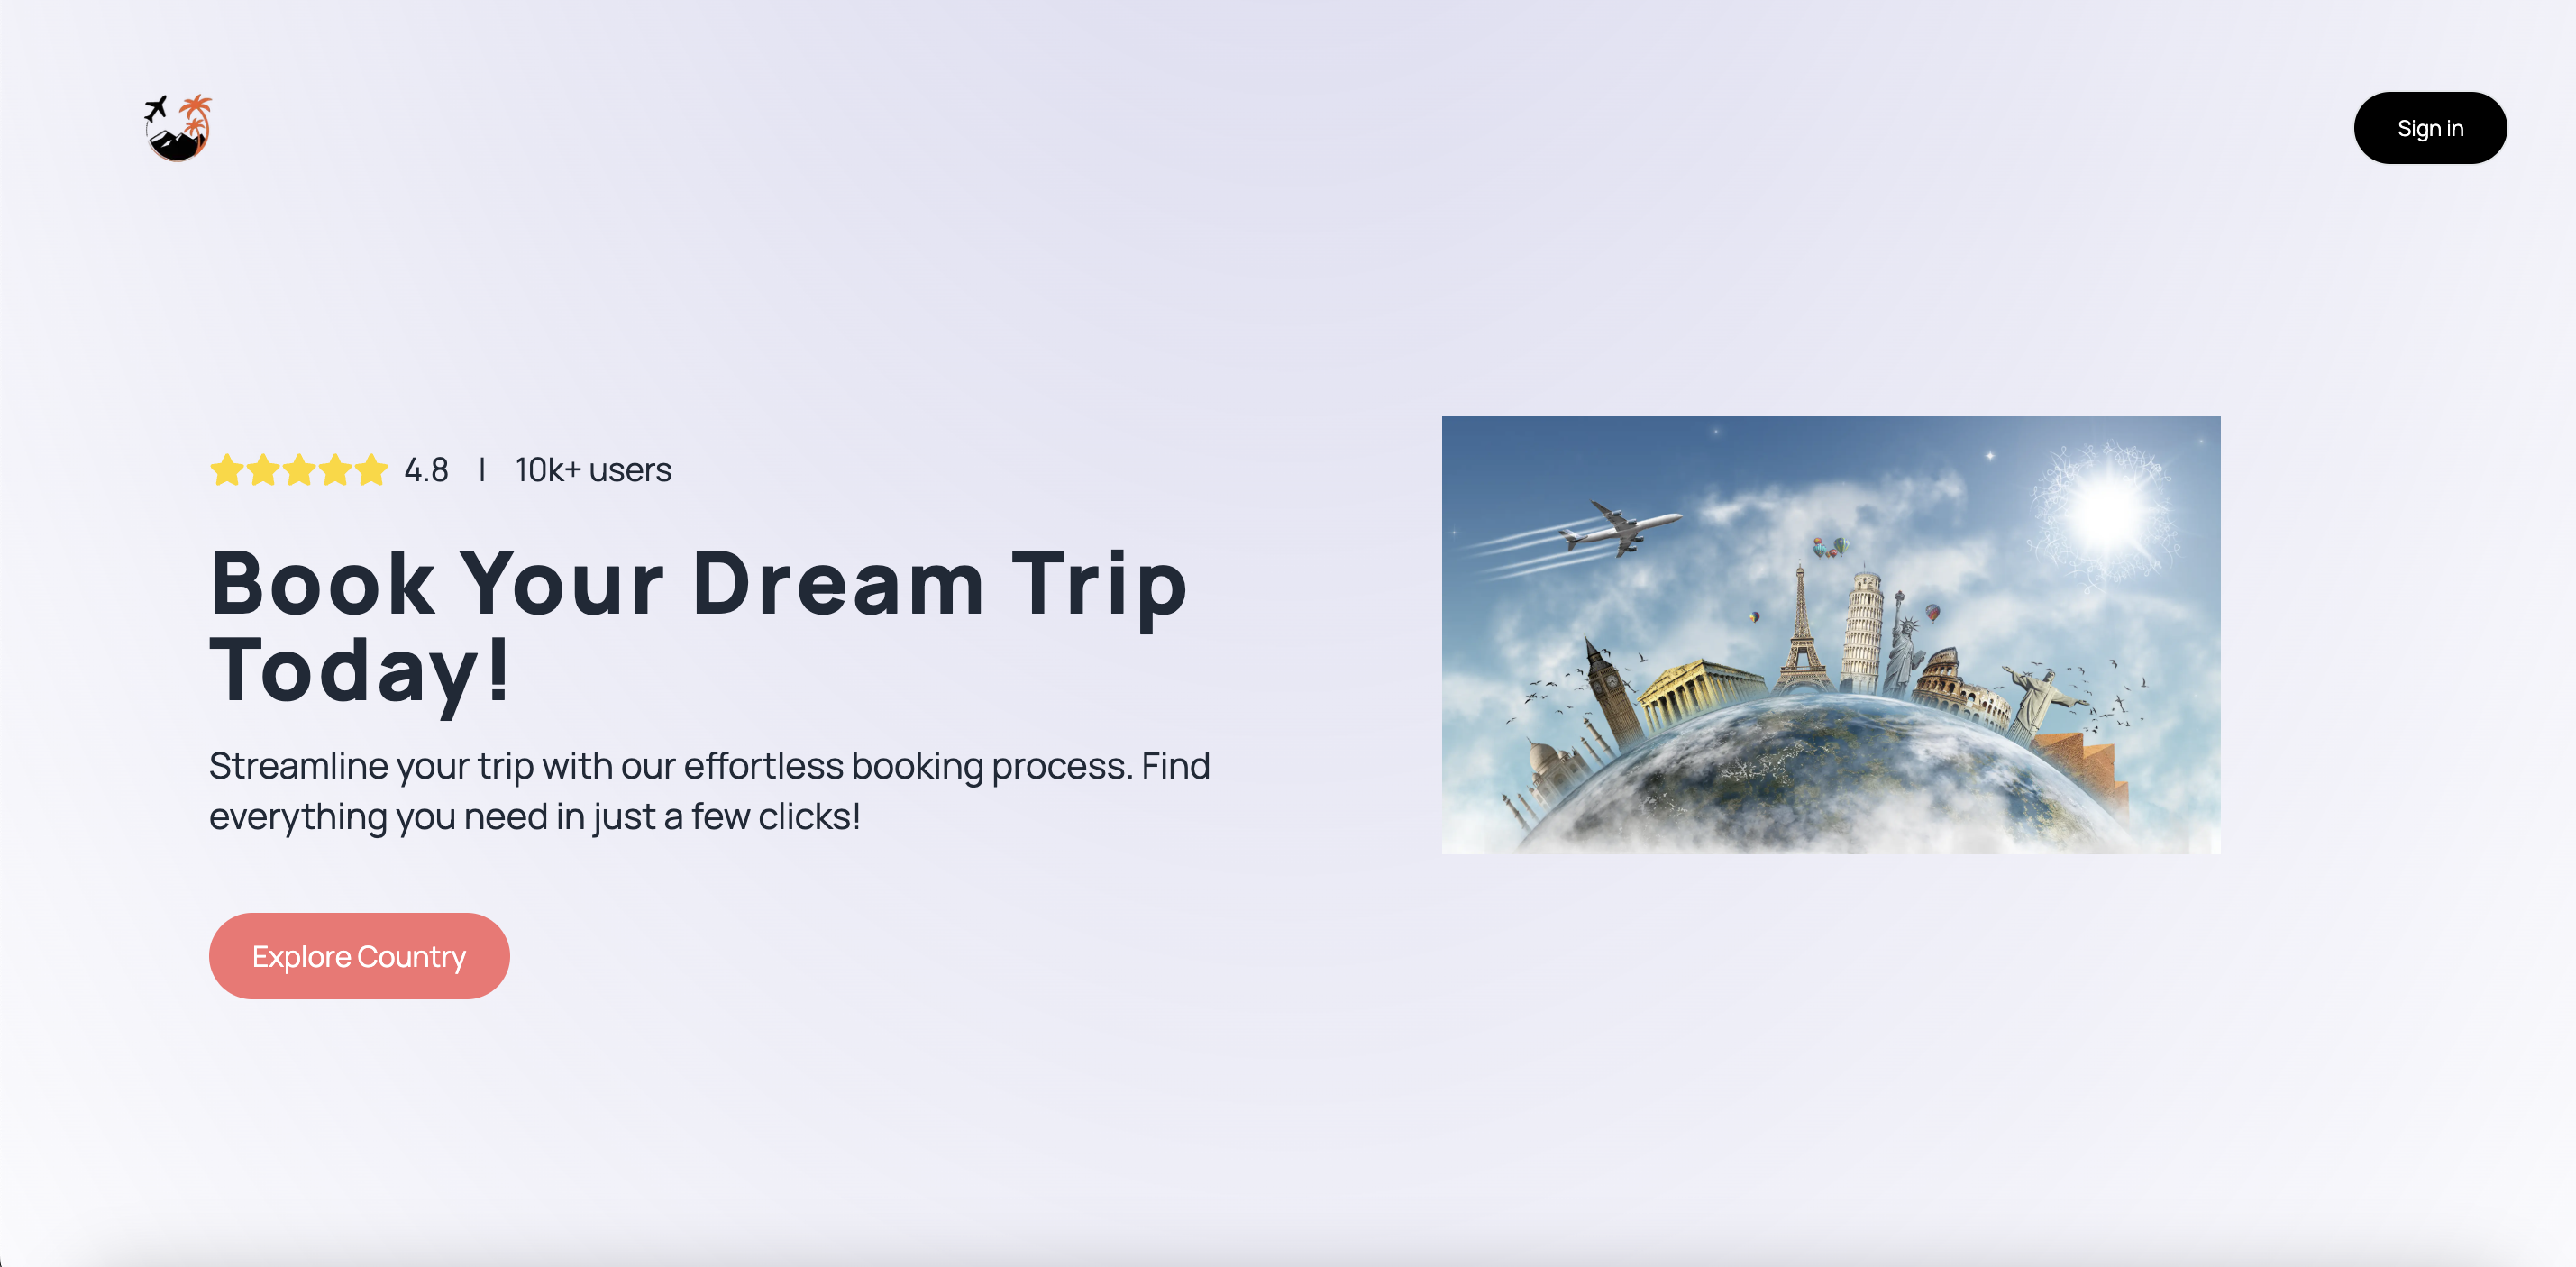 Sign in
4.8 | 10k+ users
Book Your Dream Trip
Today!
Streamline your trip with our effortless booking process. Find
everything you need in just a few clicks!
Explore Country